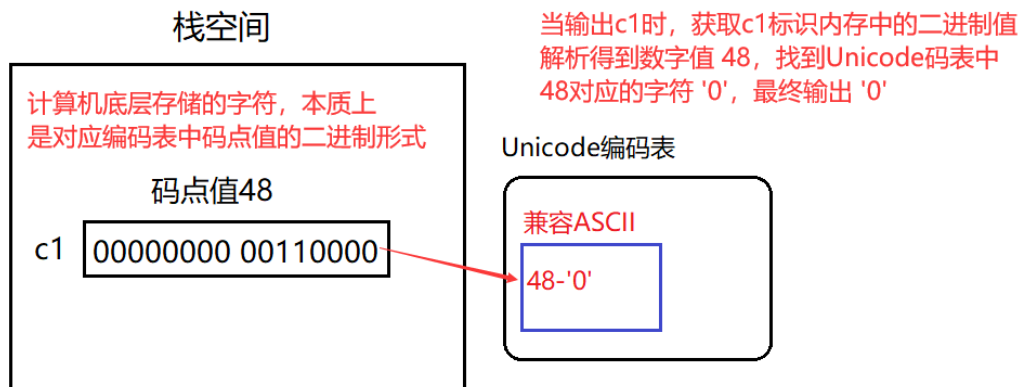 栈空间
计算机底层存储的字符，本质上
是对应编码表中码点值的二进制形式
码点值48
c1
00000000 00110000
当输出c1时，获取c1标识内存中的二进制值
解析得到数字值 48，找到Unicode码表中
48对应的字符 '0'，最终输出 '0'
Unicode编码表
兼容ASCII
48-'0'